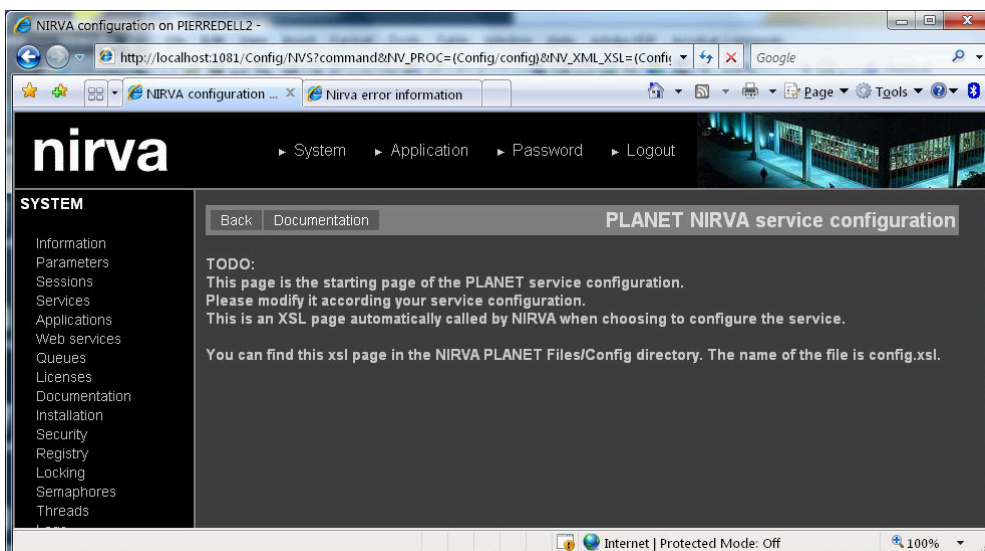 NIRVA configuration on PIERREDELL2 -
http://localhost:1081/Config/NVS?command&NV_PROC=(Config/config)&NV_XML_XSL=(Config
Google
NIRVA configuration ...
Nirva error information
Page
Tools
nirva
System
Application
Password
Logout
SYSTEM
Information
Parameters
Sessions
Services
Applications
Web services
Queues
Licenses
Documentation
Installation
Security
Registry
Locking
Semaphores
Threads
Back
Documentation
PLANET NIRVA service configuration
TODO:
This page is the starting page of the PLANET service configuration.
Please modify it according your service configuration.
This is an XSL page automatically called by NIRVA when choosing to configure the service.
You can find this xsl page in the NIRVA PLANET Files/Config directory. The name of the file is config.xsl.
Internet | Protected Mode: Off
100%